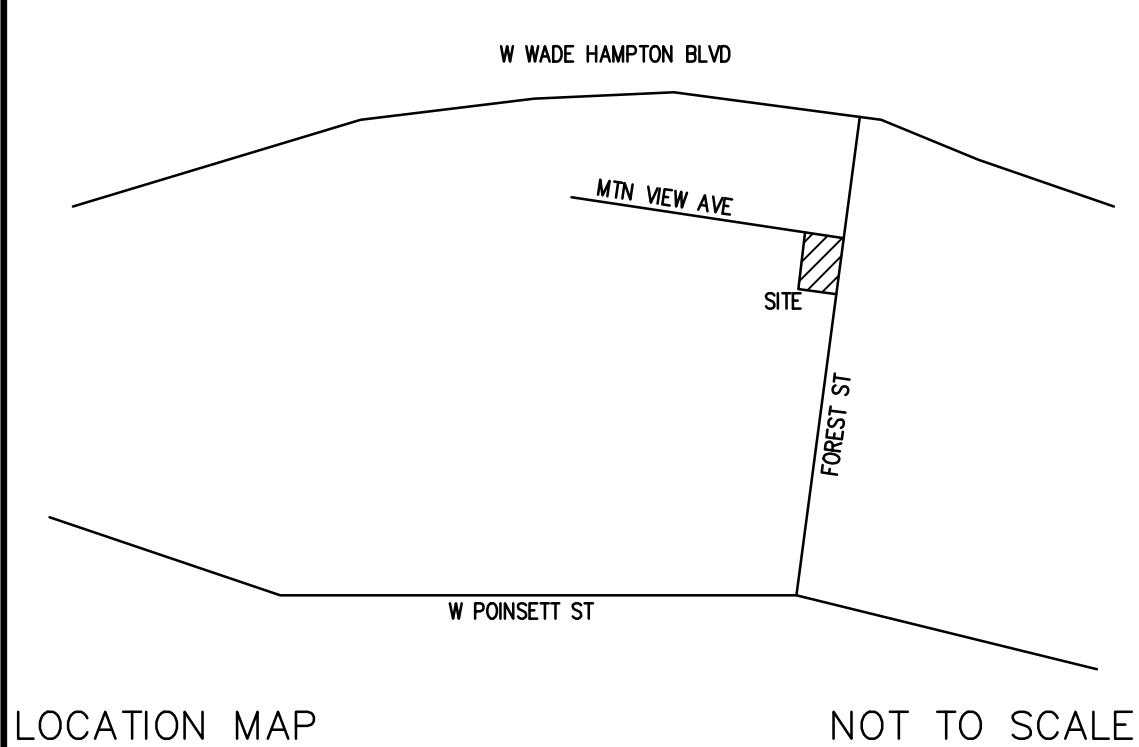 W WADE HAMPTON BLVD
MTN VIEW AVE
SITE
FOREST ST
W POINSETT ST
LOCATION MAP
NOT TO SCALE